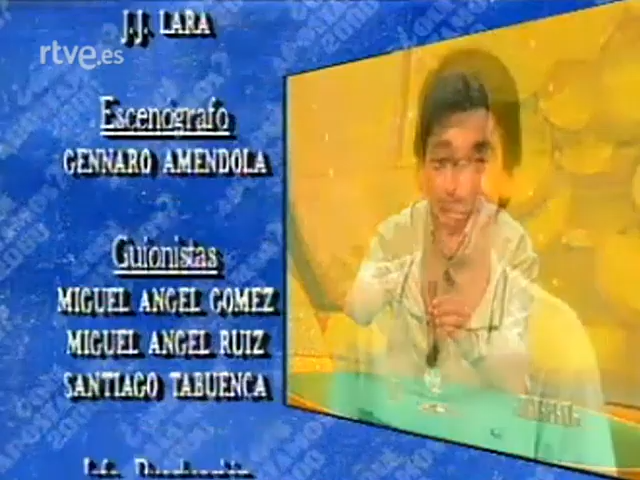 J.J. LARA
rtve.es
Escenógrafo
GENNARO AMENDOLA
Guionistas
MIGUEL ANGEL GOMEZ
MIGUEL ANGEL RUIZ
SANTIAGO TABUENCA